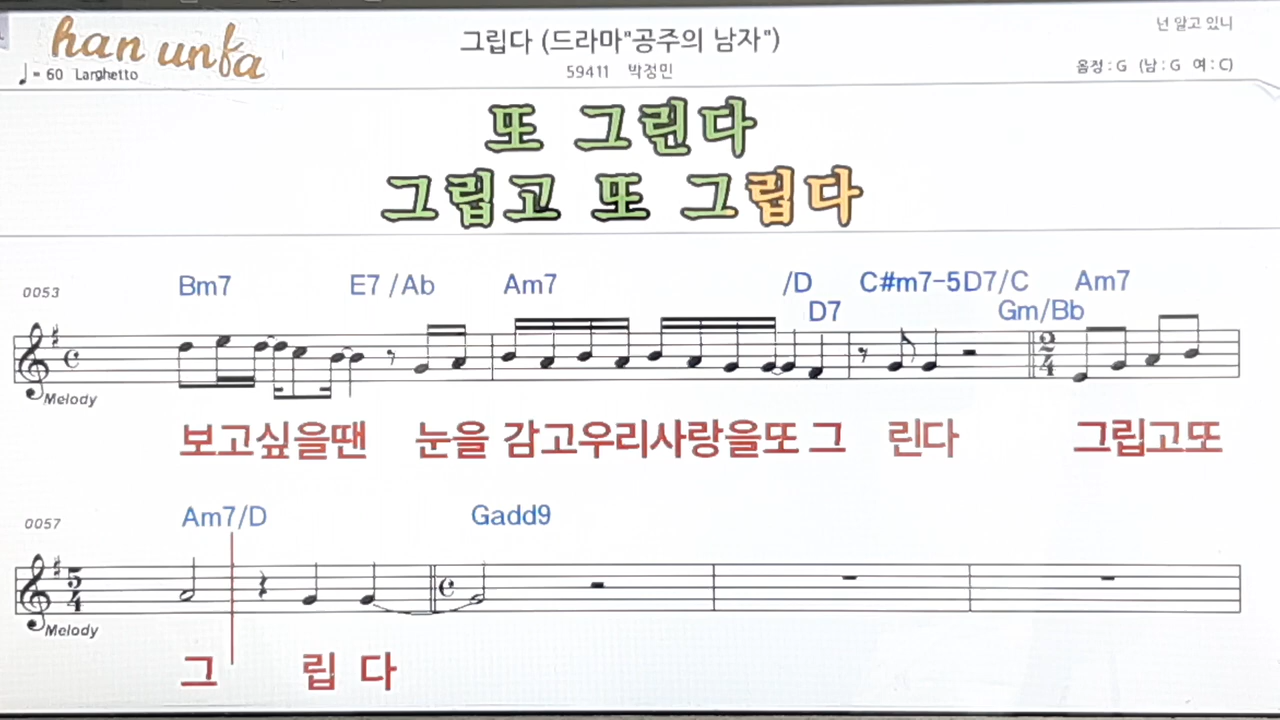 han unfa
♩= 60 Larghetto
그립다 (드라마"공주의 남자")
59411 박정민
넌 알고 있니
음정 : G (남 : G 여 : C)
또 그린다
그립고 또 그립다
0053
Bm7 E7 /Ab Am7 /D D7 C#m7-5 D7/C Gm/Bb Am7
C 2/4
Melody
보고싶을땐 눈을 감고우리사랑을또 그 린다 그립고또
0057
Am7/D Gadd9
5/4 C
Melody
그 립 다